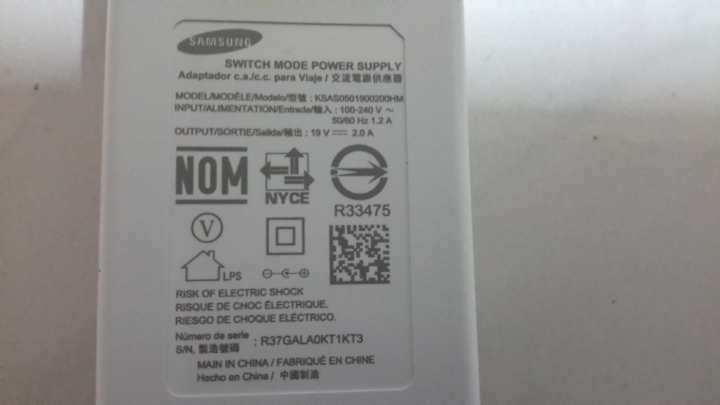 SAMSUNG
SWITCH MODE POWER SUPPLY
Adaptador c.a./c.c. para Viaje / 交流電源供應器
MODEL/MODÈLE/Modelo/型號 : KSAS0501900200HM
INPUT/ALIMENTATION/Entrada/輸入 : 100-240 V ~
50/60 Hz 1.2 A
OUTPUT/SORTIE/Salida/輸出 : 19 V ⎓ 2.0 A
NOM
NYCE
R33475
V
LPS
RISK OF ELECTRIC SHOCK
RISQUE DE CHOC ÉLECTRIQUE.
RIESGO DE CHOQUE ELÉCTRICO.
Número de serie
S/N, 製造號碼 : R37GALA0KT1KT3
MAIN IN CHINA / FABRIQUÉ EN CHINE
Hecho en China / 中國制造